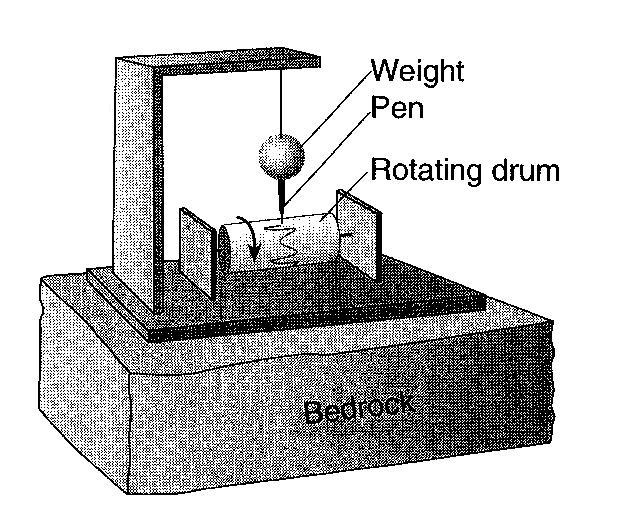 Weight
Pen
Rotating drum
Bedrock